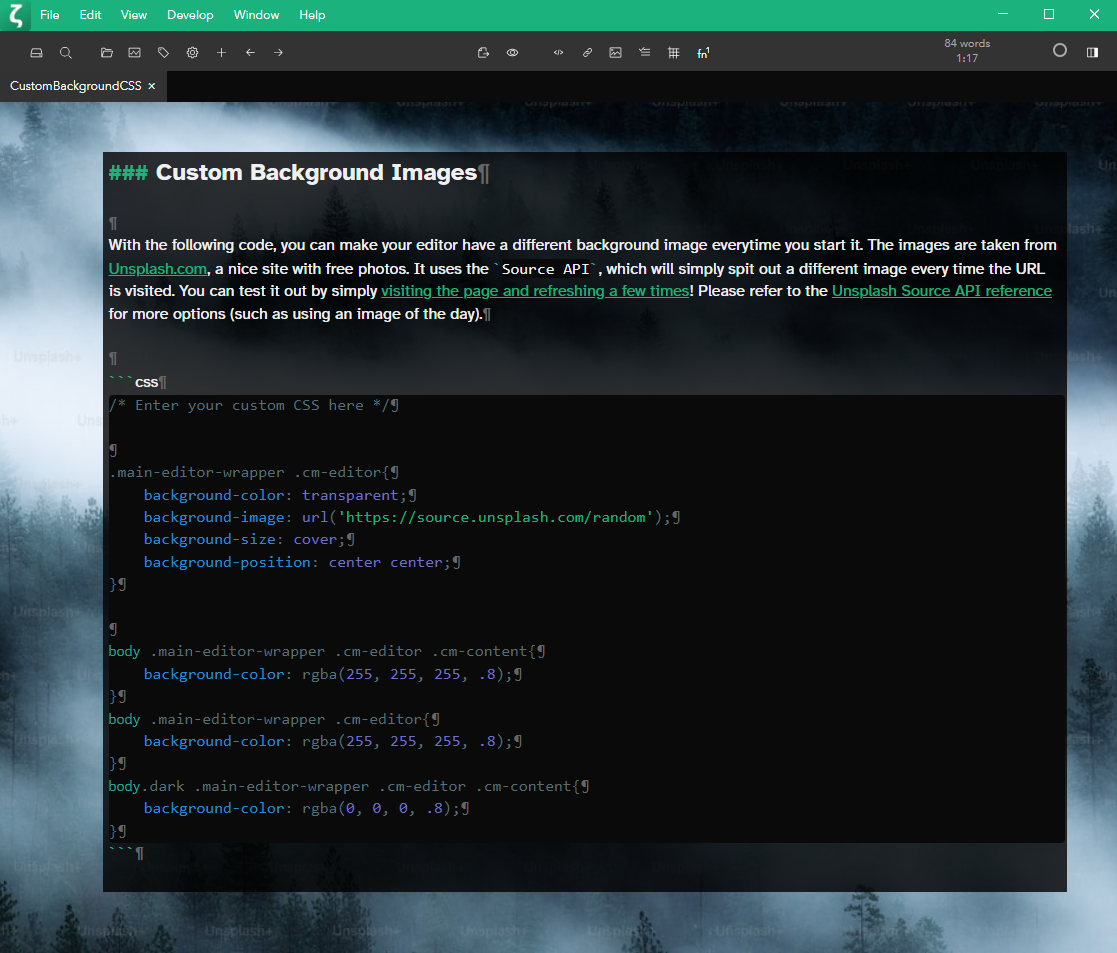 File Edit View Develop Window Help
84 words
1:17
CustomBackgroundCSS ×
### Custom Background Images¶
¶
With the following code, you can make your editor have a different background image everytime you start it. The images are taken from
Unsplash.com, a nice site with free photos. It uses the `Source API`, which will simply spit out a different image every time the URL
is visited. You can test it out by simply visiting the page and refreshing a few times! Please refer to the Unsplash Source API reference
for more options (such as using an image of the day).¶
¶
```css¶
/* Enter your custom CSS here */¶
¶
.main-editor-wrapper .cm-editor{¶
    background-color: transparent;¶
    background-image: url('https://source.unsplash.com/random');¶
    background-size: cover;¶
    background-position: center center;¶
}¶
¶
body .main-editor-wrapper .cm-editor .cm-content{¶
    background-color: rgba(255, 255, 255, .8);¶
}¶
body .main-editor-wrapper .cm-editor{¶
    background-color: rgba(255, 255, 255, .8);¶
}¶
body.dark .main-editor-wrapper .cm-editor .cm-content{¶
    background-color: rgba(0, 0, 0, .8);¶
}¶
```¶
Unsplash+ Unsplash+ Unsplash+ Unsplash+ Unsplash+